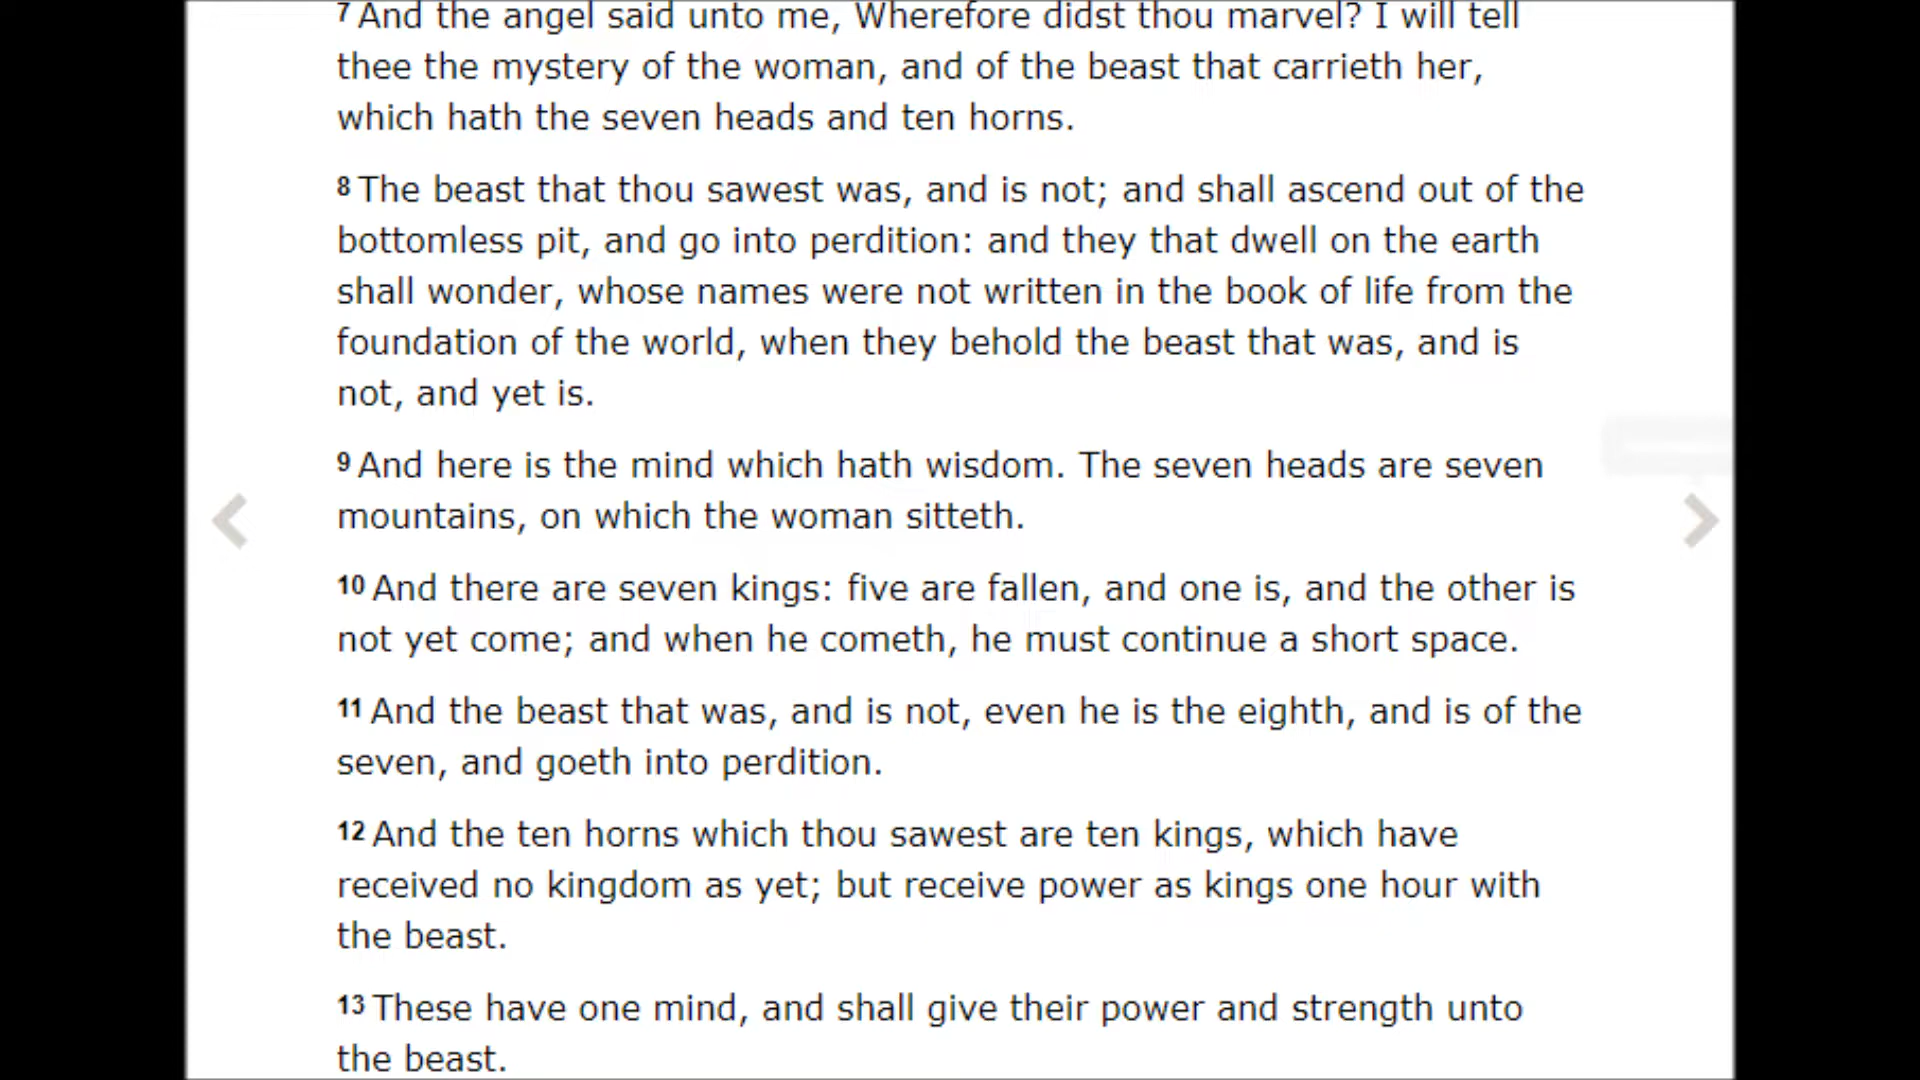 7 And the angel said unto me, Wherefore didst thou marvel? I will tell
thee the mystery of the woman, and of the beast that carrieth her,
which hath the seven heads and ten horns.
8 The beast that thou sawest was, and is not; and shall ascend out of the
bottomless pit, and go into perdition: and they that dwell on the earth
shall wonder, whose names were not written in the book of life from the
foundation of the world, when they behold the beast that was, and is
not, and yet is.
9 And here is the mind which hath wisdom. The seven heads are seven
mountains, on which the woman sitteth.
10 And there are seven kings: five are fallen, and one is, and the other is
not yet come; and when he cometh, he must continue a short space.
11 And the beast that was, and is not, even he is the eighth, and is of the
seven, and goeth into perdition.
12 And the ten horns which thou sawest are ten kings, which have
received no kingdom as yet; but receive power as kings one hour with
the beast.
13 These have one mind, and shall give their power and strength unto
the beast.